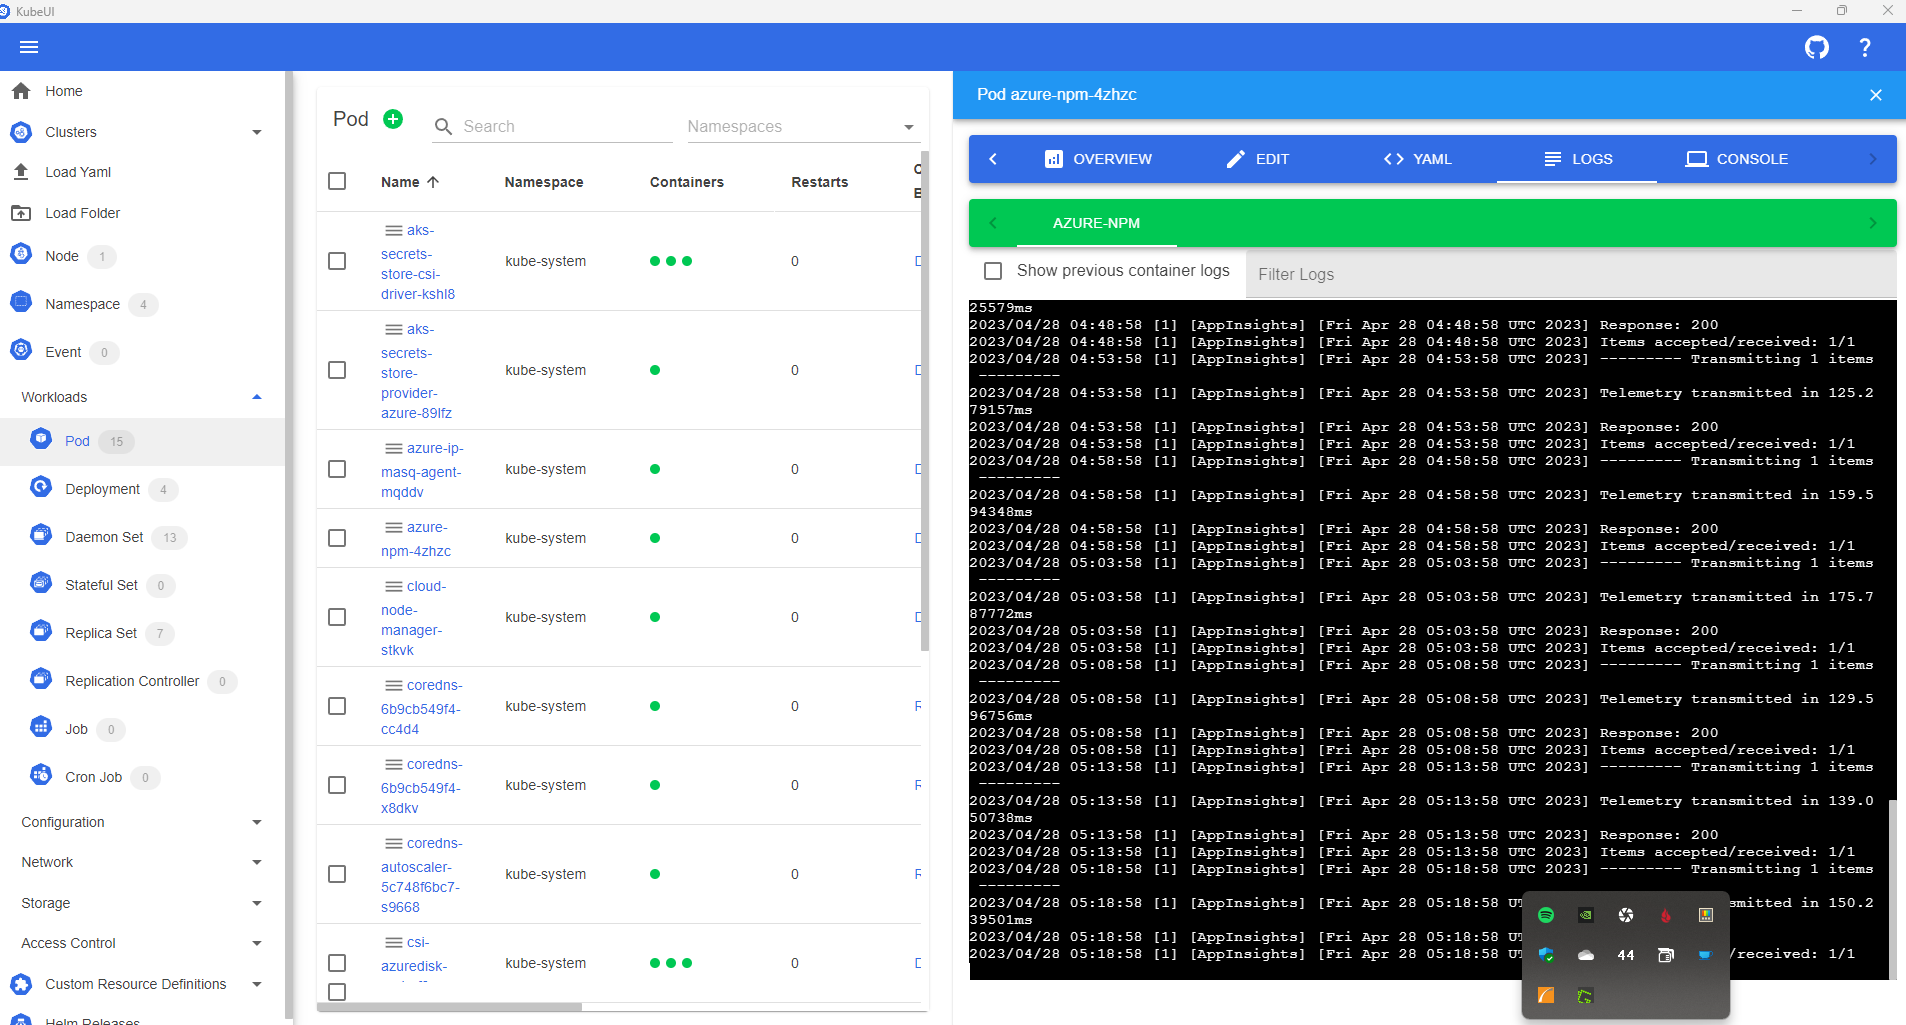 KubeUI
Home
Clusters
Load Yaml
Load Folder
Node 1
Namespace 4
Event 0
Workloads
Pod 15
Deployment 4
Daemon Set 13
Stateful Set 0
Replica Set 7
Replication Controller 0
Job 0
Cron Job 0
Configuration
Network
Storage
Access Control
Custom Resource Definitions
Helm Releases
Pod
Search
Namespaces
Name Namespace Containers Restarts
aks-
secrets-
store-csi-
driver-kshl8
kube-system
0
aks-
secrets-
store-
provider-
azure-89lfz
kube-system
0
azure-ip-
masq-agent-
mqddv
kube-system
0
azure-
npm-4zhzc
kube-system
0
cloud-
node-
manager-
stkvk
kube-system
0
coredns-
6b9cb549f4-
cc4d4
kube-system
0
coredns-
6b9cb549f4-
x8dkv
kube-system
0
coredns-
autoscaler-
5c748f6bc7-
s9668
kube-system
0
csi-
azuredisk-
kube-system
0
Pod azure-npm-4zhzc
OVERVIEW EDIT YAML LOGS CONSOLE
AZURE-NPM
Show previous container logs
Filter Logs
25579ms
2023/04/28 04:48:58 [1] [AppInsights] [Fri Apr 28 04:48:58 UTC 2023] Response: 200
2023/04/28 04:48:58 [1] [AppInsights] [Fri Apr 28 04:48:58 UTC 2023] Items accepted/received: 1/1
2023/04/28 04:53:58 [1] [AppInsights] [Fri Apr 28 04:53:58 UTC 2023] --------- Transmitting 1 items
---------
2023/04/28 04:53:58 [1] [AppInsights] [Fri Apr 28 04:53:58 UTC 2023] Telemetry transmitted in 125.2
79157ms
2023/04/28 04:53:58 [1] [AppInsights] [Fri Apr 28 04:53:58 UTC 2023] Response: 200
2023/04/28 04:53:58 [1] [AppInsights] [Fri Apr 28 04:53:58 UTC 2023] Items accepted/received: 1/1
2023/04/28 04:58:58 [1] [AppInsights] [Fri Apr 28 04:58:58 UTC 2023] --------- Transmitting 1 items
---------
2023/04/28 04:58:58 [1] [AppInsights] [Fri Apr 28 04:58:58 UTC 2023] Telemetry transmitted in 159.5
94348ms
2023/04/28 04:58:58 [1] [AppInsights] [Fri Apr 28 04:58:58 UTC 2023] Response: 200
2023/04/28 04:58:58 [1] [AppInsights] [Fri Apr 28 04:58:58 UTC 2023] Items accepted/received: 1/1
2023/04/28 05:03:58 [1] [AppInsights] [Fri Apr 28 05:03:58 UTC 2023] --------- Transmitting 1 items
---------
2023/04/28 05:03:58 [1] [AppInsights] [Fri Apr 28 05:03:58 UTC 2023] Telemetry transmitted in 175.7
87772ms
2023/04/28 05:03:58 [1] [AppInsights] [Fri Apr 28 05:03:58 UTC 2023] Response: 200
2023/04/28 05:03:58 [1] [AppInsights] [Fri Apr 28 05:03:58 UTC 2023] Items accepted/received: 1/1
2023/04/28 05:08:58 [1] [AppInsights] [Fri Apr 28 05:08:58 UTC 2023] --------- Transmitting 1 items
---------
2023/04/28 05:08:58 [1] [AppInsights] [Fri Apr 28 05:08:58 UTC 2023] Telemetry transmitted in 129.5
96756ms
2023/04/28 05:08:58 [1] [AppInsights] [Fri Apr 28 05:08:58 UTC 2023] Response: 200
2023/04/28 05:08:58 [1] [AppInsights] [Fri Apr 28 05:08:58 UTC 2023] Items accepted/received: 1/1
2023/04/28 05:13:58 [1] [AppInsights] [Fri Apr 28 05:13:58 UTC 2023] --------- Transmitting 1 items
---------
2023/04/28 05:13:58 [1] [AppInsights] [Fri Apr 28 05:13:58 UTC 2023] Telemetry transmitted in 139.0
50738ms
2023/04/28 05:13:58 [1] [AppInsights] [Fri Apr 28 05:13:58 UTC 2023] Response: 200
2023/04/28 05:13:58 [1] [AppInsights] [Fri Apr 28 05:13:58 UTC 2023] Items accepted/received: 1/1
2023/04/28 05:18:58 [1] [AppInsights] [Fri Apr 28 05:18:58 UTC 2023] --------- Transmitting 1 items
---------
2023/04/28 05:18:58 [1] [AppInsights] [Fri Apr 28 05:18:58 smitted in 150.2
39501ms
2023/04/28 05:18:58 [1] [AppInsights] [Fri Apr 28 05:18:58
2023/04/28 05:18:58 [1] [AppInsights] [Fri Apr 28 05:18:58 /received: 1/1
44